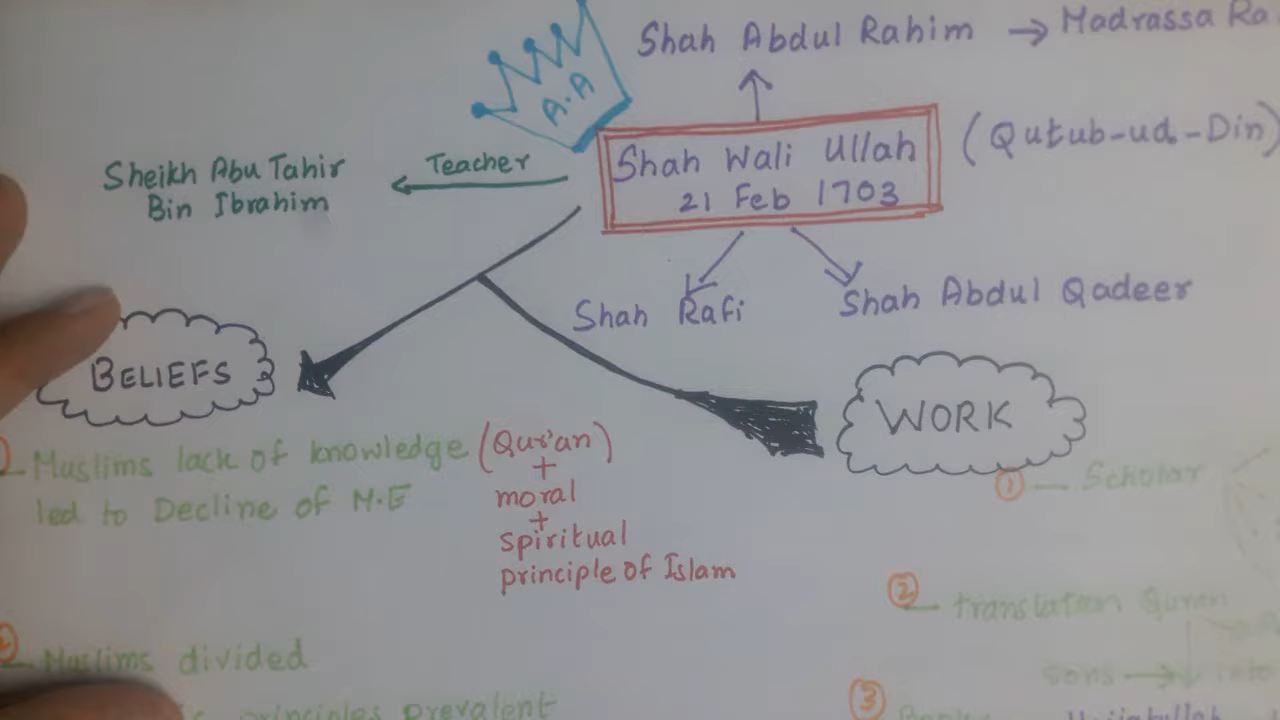 Shah Abdul Rahim → Madrassa Ra
A.A
Shah Wali Ullah
21 Feb 1703
(Qutub-ud-Din)
Teacher
Sheikh Abu Tahir
Bin Ibrahim
Shah Rafi
Shah Abdul Qadeer
BELIEFS
WORK
Muslims lack of knowledge (Qur'an)
led to Decline of M.E
+
moral
+
spiritual
principle of Islam
① Scholar
② translation Quran
sons → into
Muslims divided
principles prevalent
③